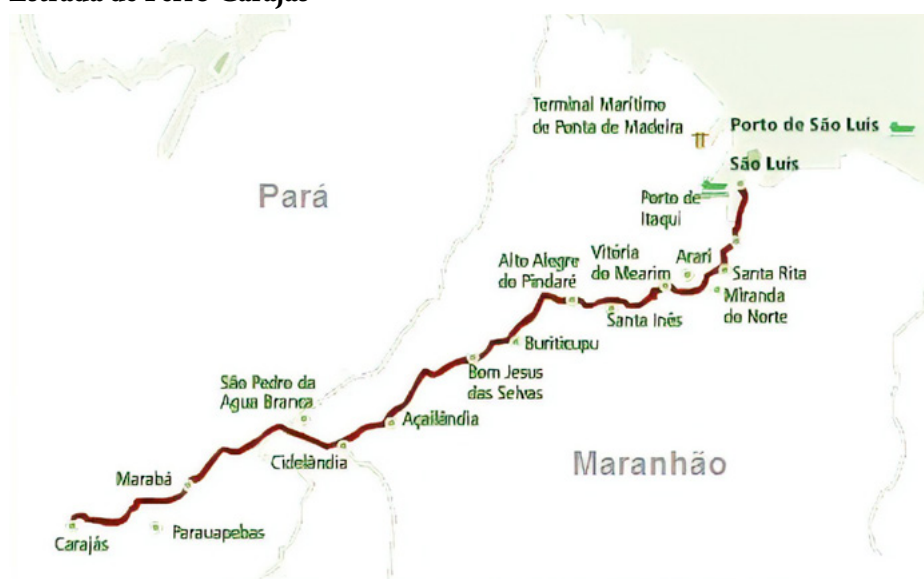 Estrada de Ferro Carajás
Terminal Marítimo
de Ponta de Madeira
Porto de São Luís
São Luís
Pará
Porto de
Itaqui
Alto Alegre
do Pindaré
Vitória
do Mearim
Arari
Santa Rita
Miranda
do Norte
Santa Inês
Buriticupu
Bom Jesus
das Selvas
São Pedro da
Agua Branca
Açailândia
Cidelândia
Maranhão
Marabá
Parauapebas
Carajás